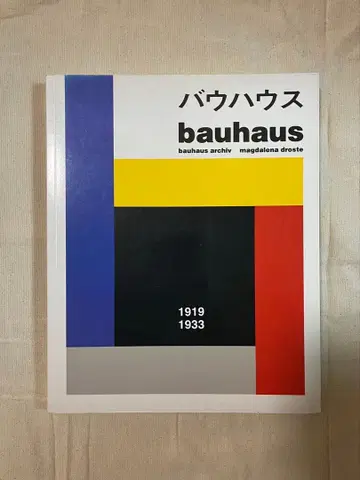 バウハウス
bauhaus
bauhaus archiv magdalena droste
1919
1933